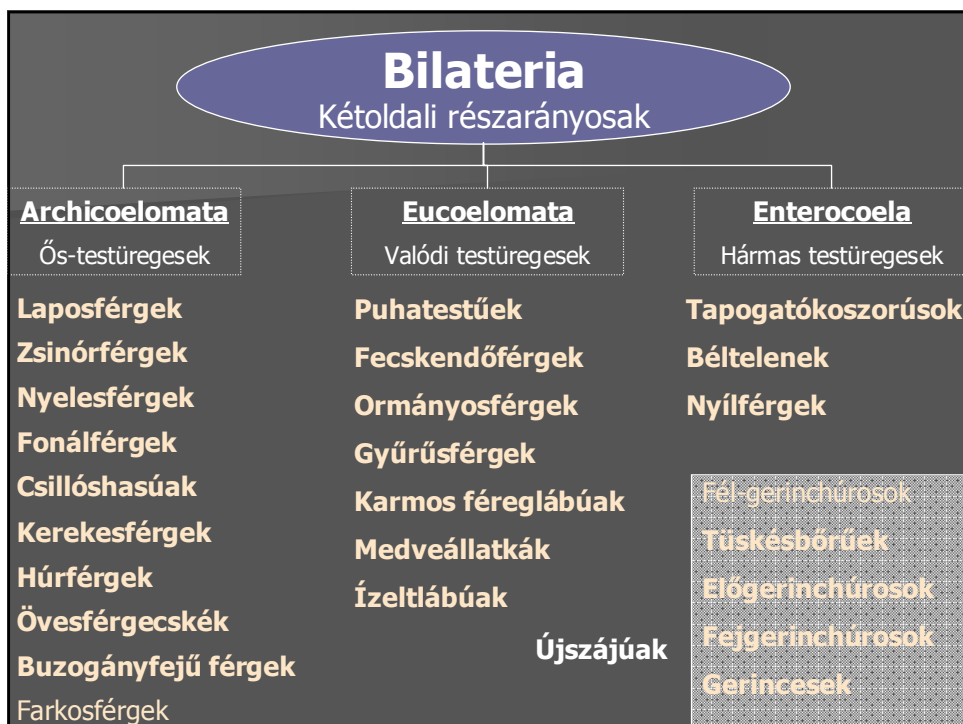 Bilateria
Kétoldali részarányosak
Archicoelomata
Ős-testüregesek
Laposférgek
Zsinórférgek
Nyelesférgek
Fonálférgek
Csillóshasúak
Kerekesférgek
Húrférgek
Övesférgecskék
Buzogányfejű férgek
Farkosférgek
Eucoelomata
Valódi testüregesek
Puhatestűek
Fecskendőférgek
Ormányosférgek
Gyűrűsférgek
Karmos féreglábúak
Medveállatkák
Ízeltlábúak
Enterocoela
Hármas testüregesek
Tapogatókoszorúsok
Béltelenek
Nyílférgek
Újszájúak
Fél-gerinchúrosok
Tüskésbőrűek
Előgerinchúrosok
Fejgerinchúrosok
Gerincesek